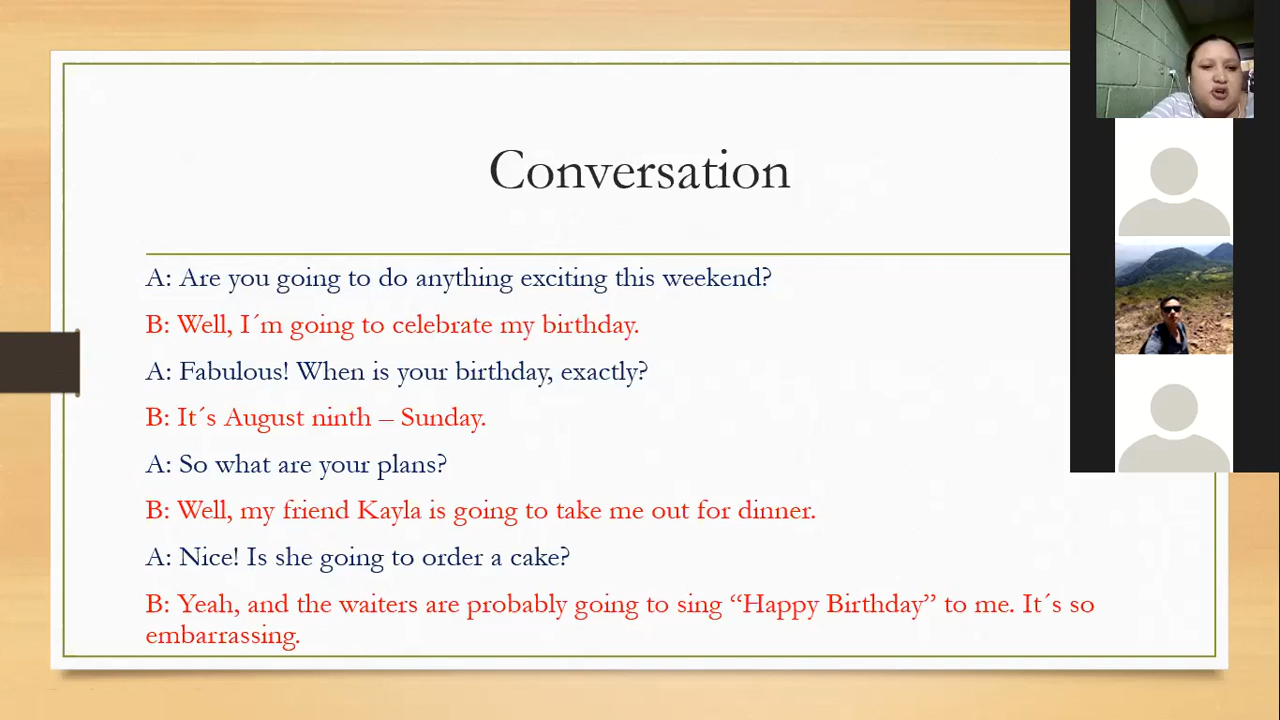 Conversation
A: Are you going to do anything exciting this weekend?
B: Well, I´m going to celebrate my birthday.
A: Fabulous! When is your birthday, exactly?
B: It´s August ninth – Sunday.
A: So what are your plans?
B: Well, my friend Kayla is going to take me out for dinner.
A: Nice! Is she going to order a cake?
B: Yeah, and the waiters are probably going to sing “Happy Birthday” to me. It´s so
embarrassing.